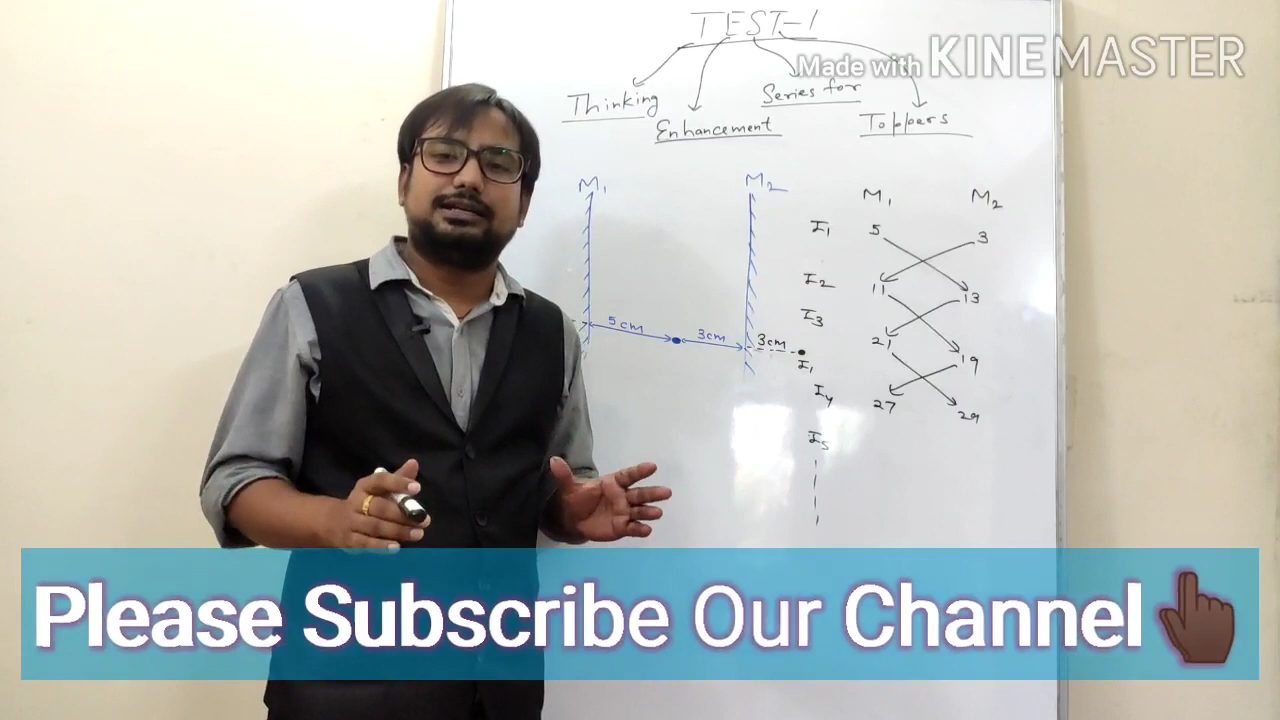 TEST-1
Made with KINEMASTER
Thinking
Enhancement
Series for
Toppers
M1 M2
5cm 3cm 3cm
I1
M1 M2
I1 5 3
I2 11 13
I3 21 19
I4 27 29
I5
Please Subscribe Our Channel